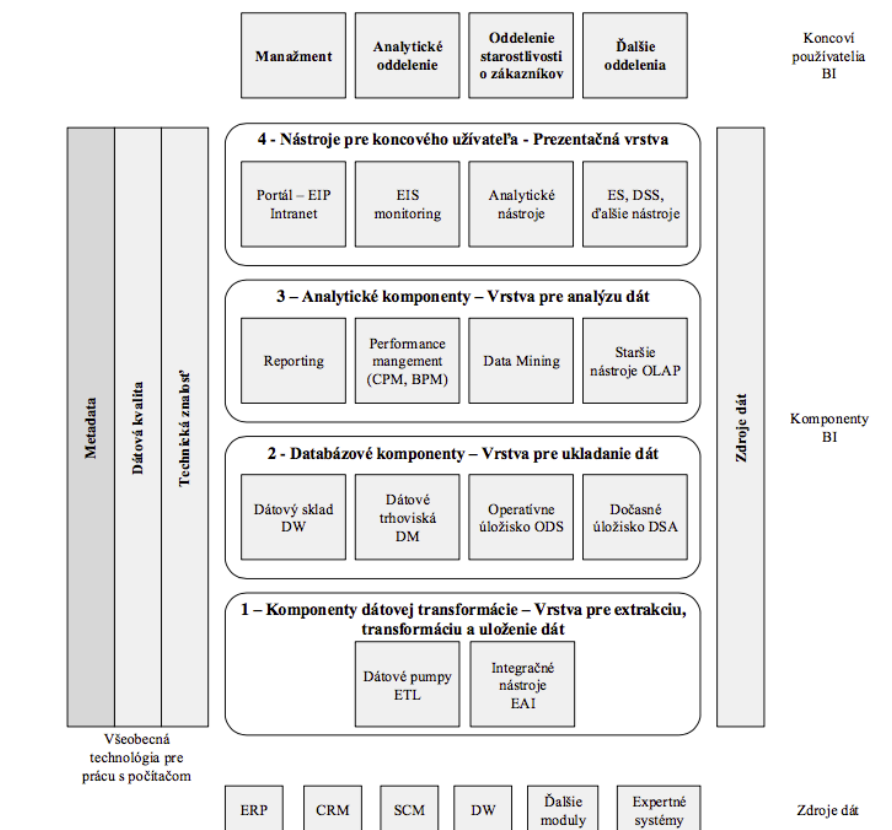 Manažment
Analytické
oddelenie
Oddelenie
starostlivosti
o zákazníkov
Ďalšie
oddelenia
Koncoví
používatelia
BI
4 - Nástroje pre koncového užívateľa - Prezentačná vrstva
Portál – EIP
Intranet
EIS
monitoring
Analytické
nástroje
ES, DSS,
ďalšie nástroje
3 – Analytické komponenty – Vrstva pre analýzu dát
Reporting
Performance
mangement
(CPM, BPM)
Data Mining
Staršie
nástroje OLAP
2 - Databázové komponenty – Vrstva pre ukladanie dát
Dátový sklad
DW
Dátové
trhoviská
DM
Operatívne
úložisko ODS
Dočasné
úložisko DSA
1 – Komponenty dátovej transformácie – Vrstva pre extrakciu,
transformáciu a uloženie dát
Dátové pumpy
ETL
Integračné
nástroje
EAI
Metadata
Dátová kvalita
Technická znalosť
Zdroje dát
Komponenty
BI
Všeobecná
technológia pre
prácu s počítačom
ERP
CRM
SCM
DW
Ďalšie
moduly
Expertné
systémy
Zdroje dát